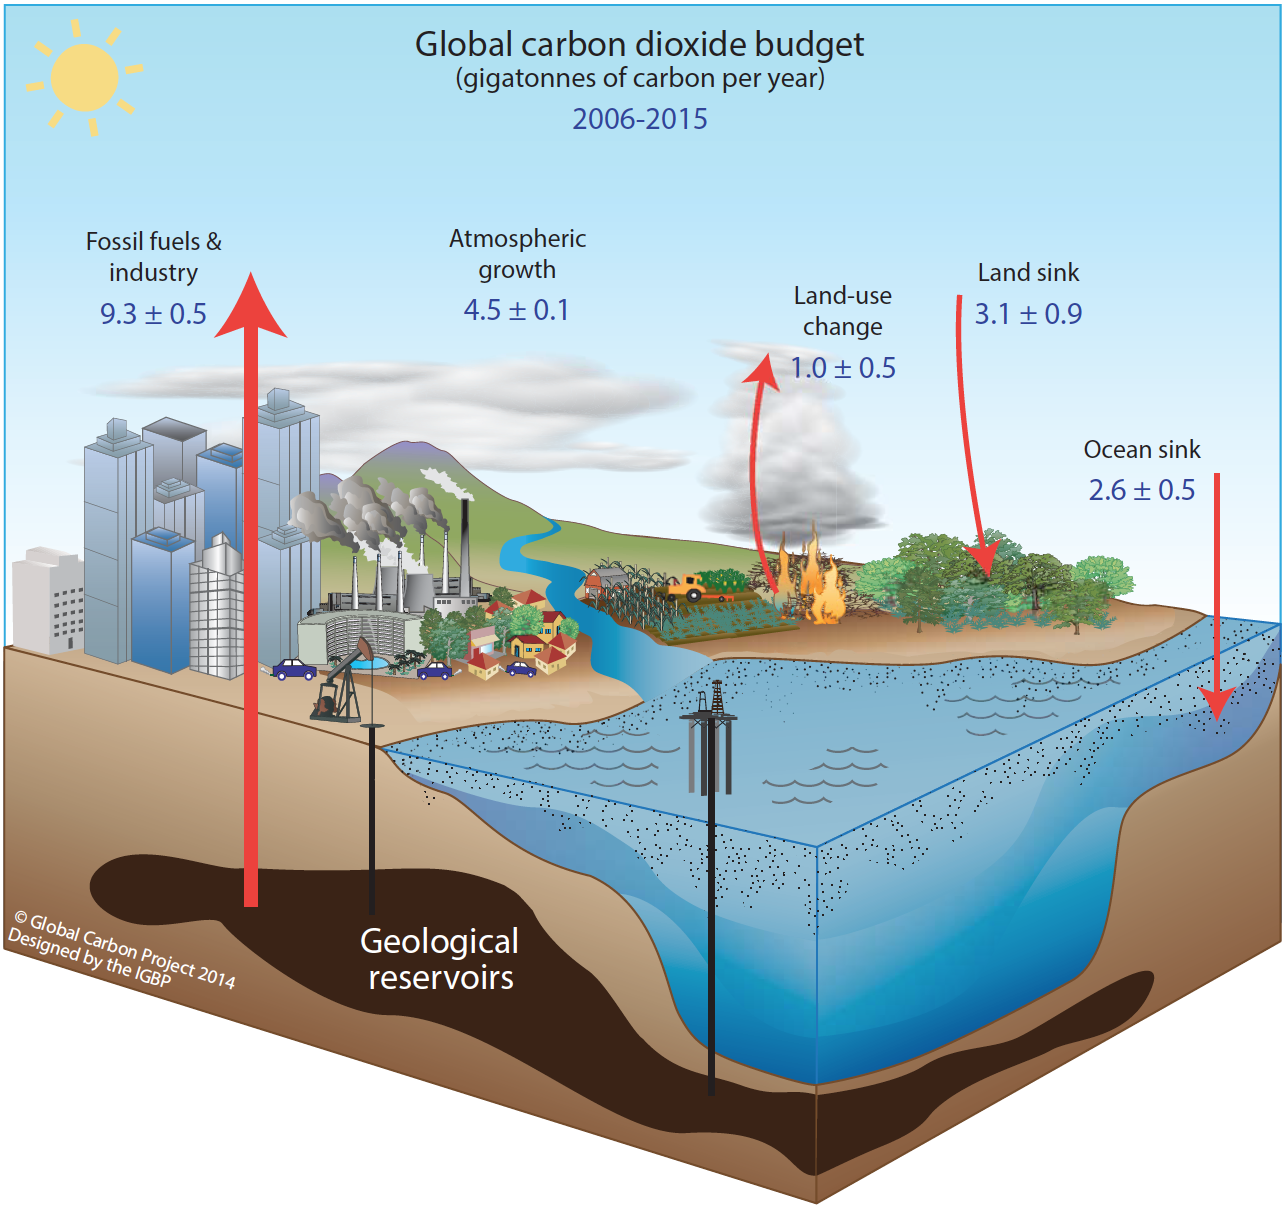 Global carbon dioxide budget
(gigatonnes of carbon per year)
2006-2015
Fossil fuels &
industry
9.3 ± 0.5
Atmospheric
growth
4.5 ± 0.1
Land-use
change
1.0 ± 0.5
Land sink
3.1 ± 0.9
Ocean sink
2.6 ± 0.5
Geological
reservoirs
© Global Carbon Project 2014
Designed by the IGBP